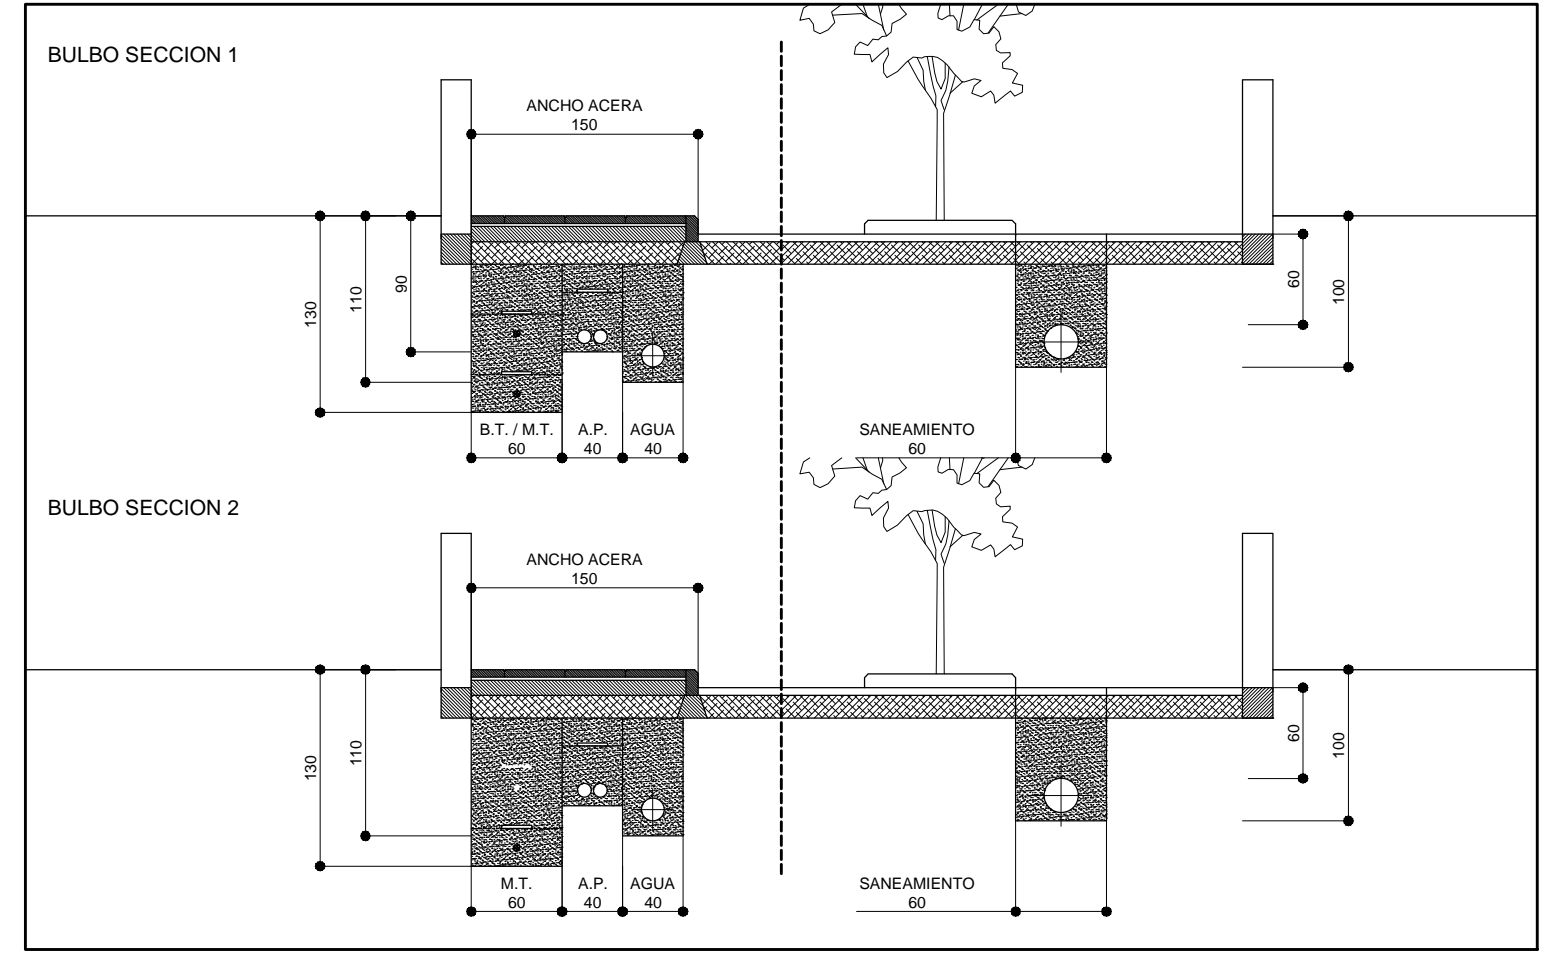 BULBO SECCION 1
ANCHO ACERA
150
130
110
90
60
100
B.T. / M.T.
60
A.P.
40
AGUA
40
SANEAMIENTO
60
BULBO SECCION 2
ANCHO ACERA
150
130
110
60
100
M.T.
60
A.P.
40
AGUA
40
SANEAMIENTO
60